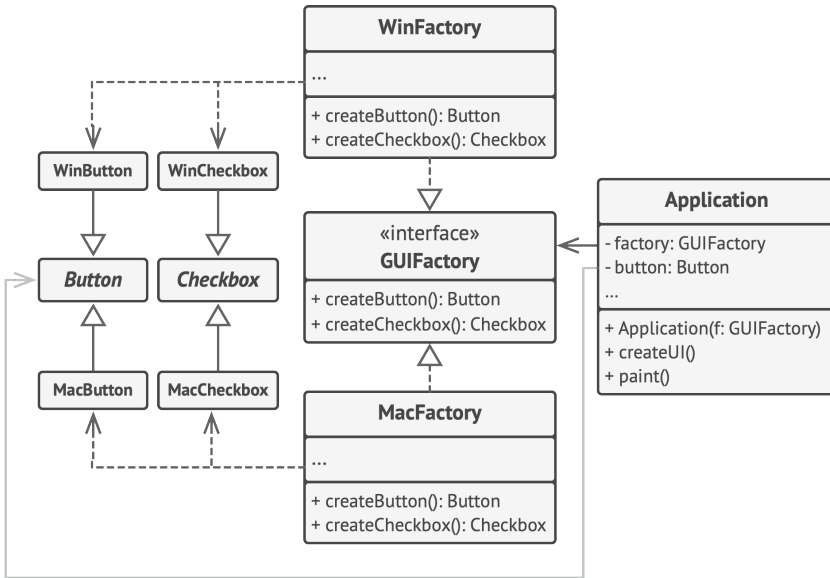 WinFactory
...
+ createButton(): Button
+ createCheckbox(): Checkbox
WinButton
WinCheckbox
Button
Checkbox
MacButton
MacCheckbox
«interface»
GUIFactory
+ createButton(): Button
+ createCheckbox(): Checkbox
MacFactory
...
+ createButton(): Button
+ createCheckbox(): Checkbox
Application
- factory: GUIFactory
- button: Button
...
+ Application(f: GUIFactory)
+ createUI()
+ paint()